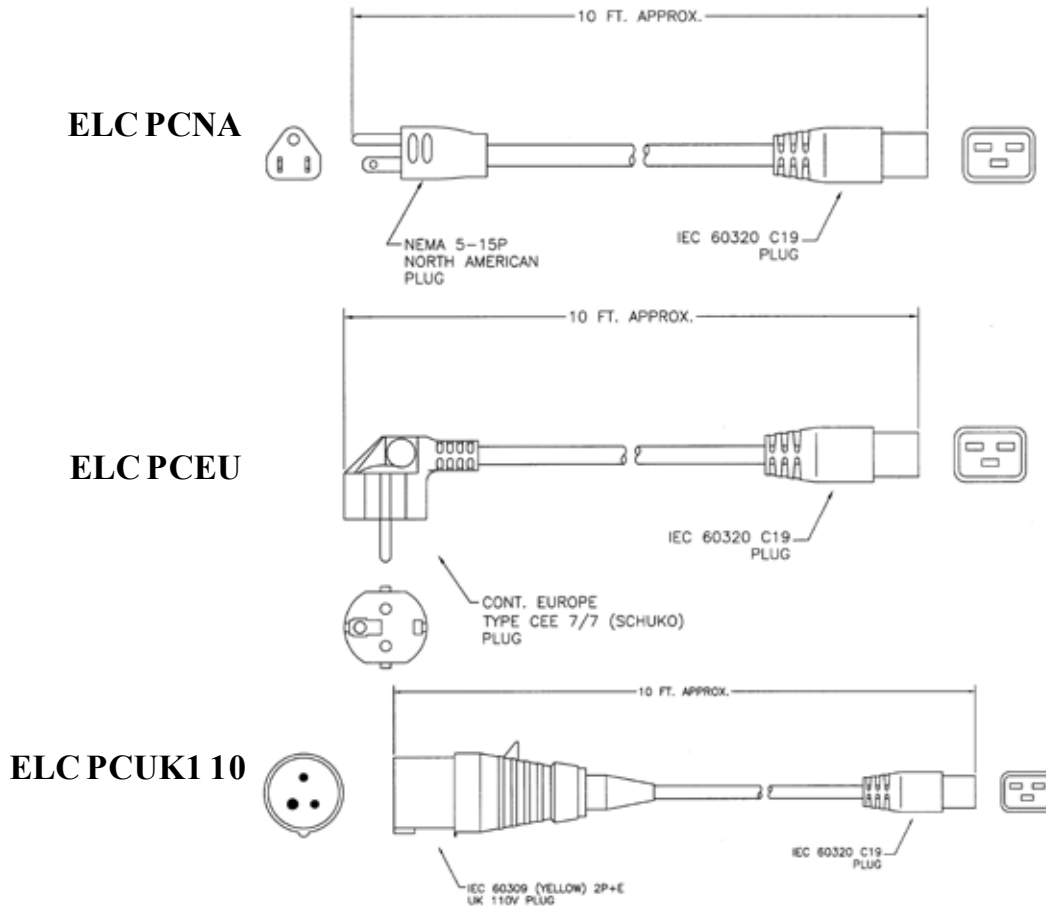 10 FT. APPROX.
ELC PCNA
NEMA 5-15P
NORTH AMERICAN
PLUG
IEC 60320 C19
PLUG
10 FT. APPROX.
ELC PCEU
IEC 60320 C19
PLUG
CONT. EUROPE
TYPE CEE 7/7 (SCHUKO)
PLUG
10 FT. APPROX.
ELC PCUK1 10
IEC 60320 C19
PLUG
IEC 60309 (YELLOW) 2P+E
UK 110V PLUG